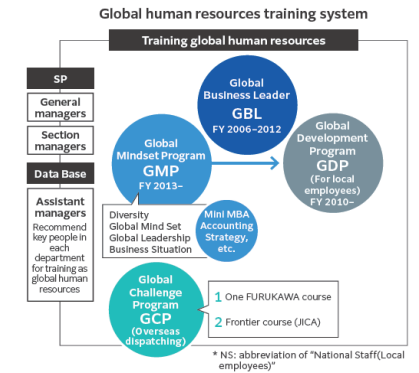 Global human resources training system
Training global human resources
SP
General
managers
Section
managers
Data Base
Assistant
managers
Recommend
key people in
each
department
for training as
global human
resources
Global
Business Leader
GBL
FY 2006–2012
Global
Mindset Program
GMP
FY 2013–
Global
Development
Program
GDP
(For local
employees)
FY 2010–
Diversity
Global Mind Set
Global Leadership
Business Situation
Mini MBA
Accounting
Strategy,
etc.
Global
Challenge
Program
GCP
(Overseas
dispatching)
1 One FURUKAWA course
2 Frontier course (JICA)
* NS: abbreviation of “National Staff(Local
employees)”